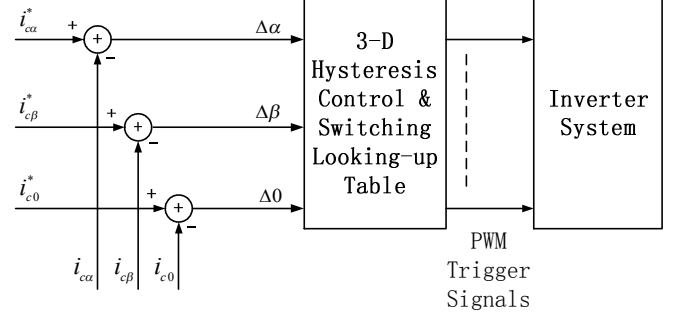 i*cα + + − Δα
i*cβ + + − Δβ
i*c0 + + − Δ0
icα icβ ic0
3-D
Hysteresis
Control &
Switching
Looking-up
Table
PWM
Trigger
Signals
Inverter
System